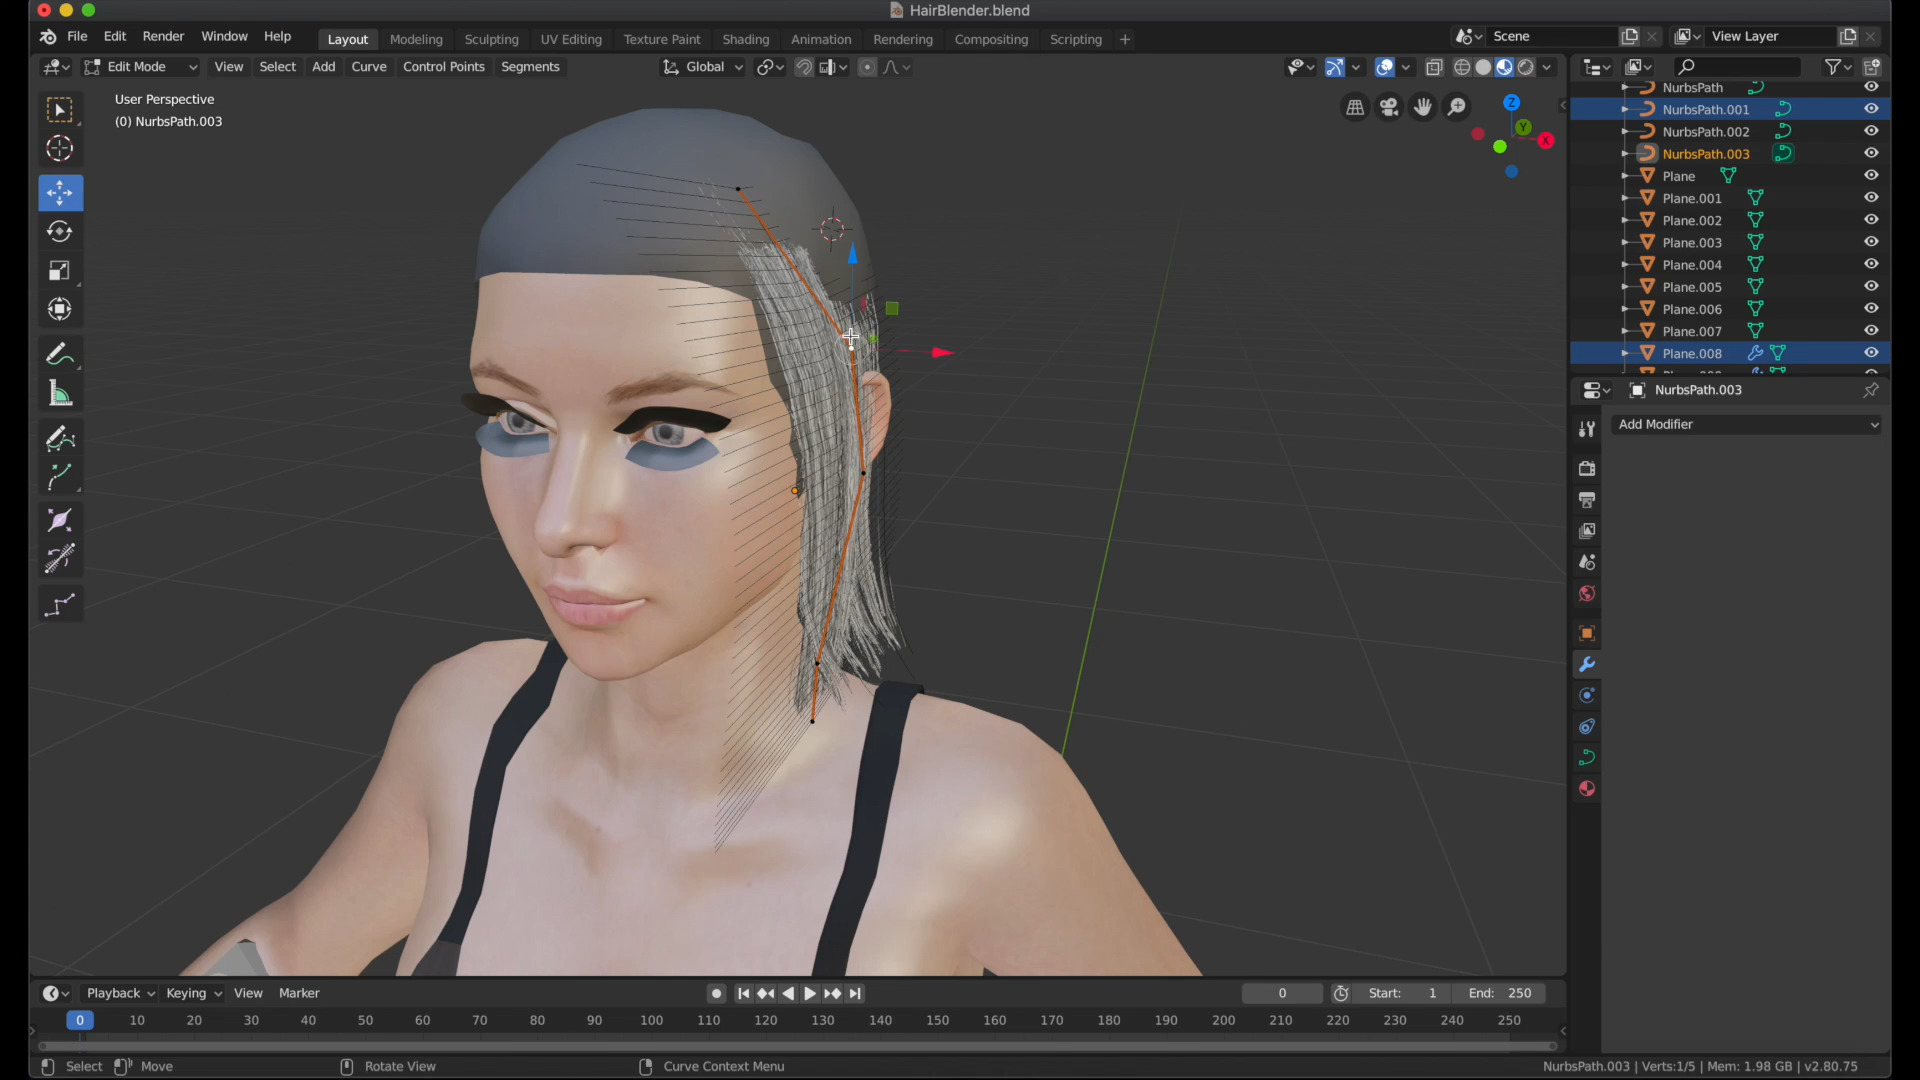 HairBlender.blend
File Edit Render Window Help
Layout Modeling Sculpting UV Editing Texture Paint Shading Animation Rendering Compositing Scripting +
Scene View Layer
Edit Mode View Select Add Curve Control Points Segments Global
User Perspective
(0) NurbsPath.003
Z
Y
X
NurbsPath
NurbsPath.001
NurbsPath.002
NurbsPath.003
Plane
Plane.001
Plane.002
Plane.003
Plane.004
Plane.005
Plane.006
Plane.007
Plane.008
NurbsPath.003
Add Modifier
Playback Keying View Marker 0 Start: 1 End: 250
0 10 20 30 40 50 60 70 80 90 100 110 120 130 140 150 160 170 180 190 200 210 220 230 240 250
Select Move Rotate View Curve Context Menu NurbsPath.003 | Verts:1/5 | Mem: 1.98 GB | v2.80.75